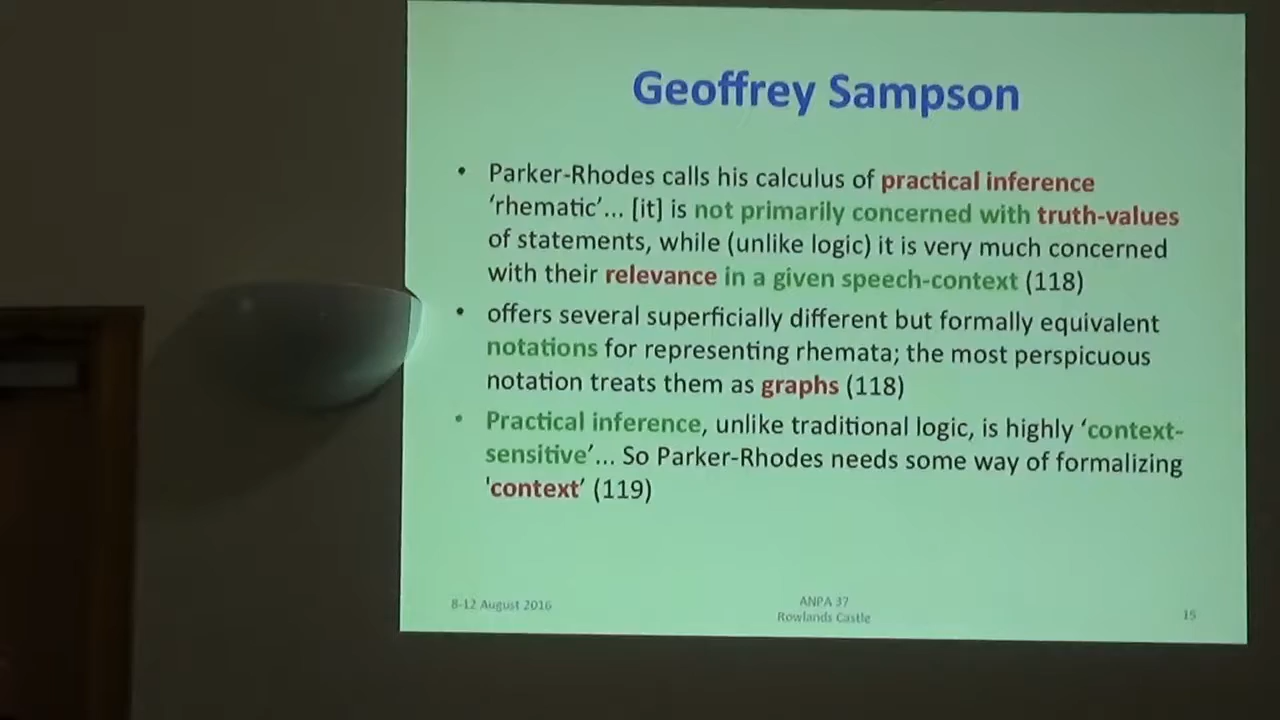 Geoffrey Sampson
• Parker-Rhodes calls his calculus of practical inference
‘rhematic’... [it] is not primarily concerned with truth-values
of statements, while (unlike logic) it is very much concerned
with their relevance in a given speech-context (118)
• offers several superficially different but formally equivalent
notations for representing rhemata; the most perspicuous
notation treats them as graphs (118)
• Practical inference, unlike traditional logic, is highly ‘context-
sensitive’... So Parker-Rhodes needs some way of formalizing
'context’ (119)
8-12 August 2016
ANPA 37
Rowlands Castle
15